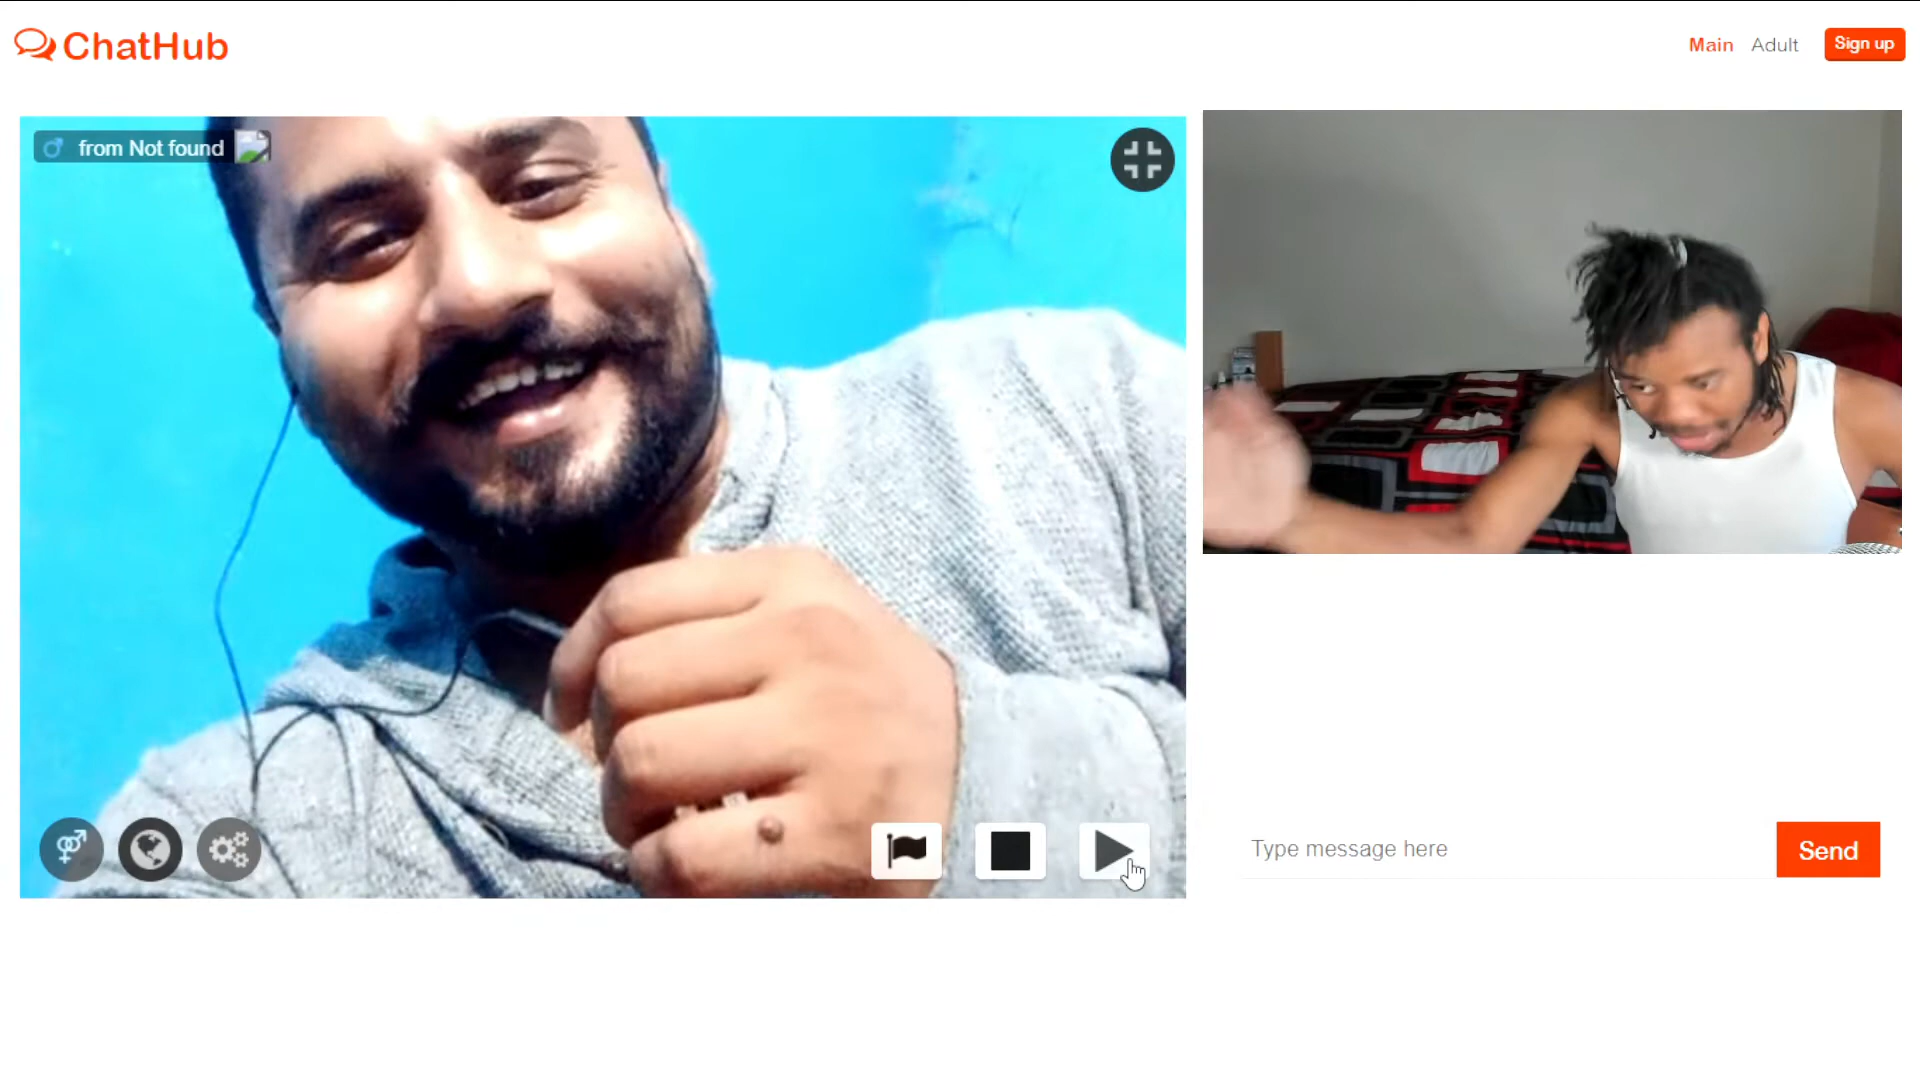 ChatHub
Main Adult Sign up
from Not found
Type message here
Send